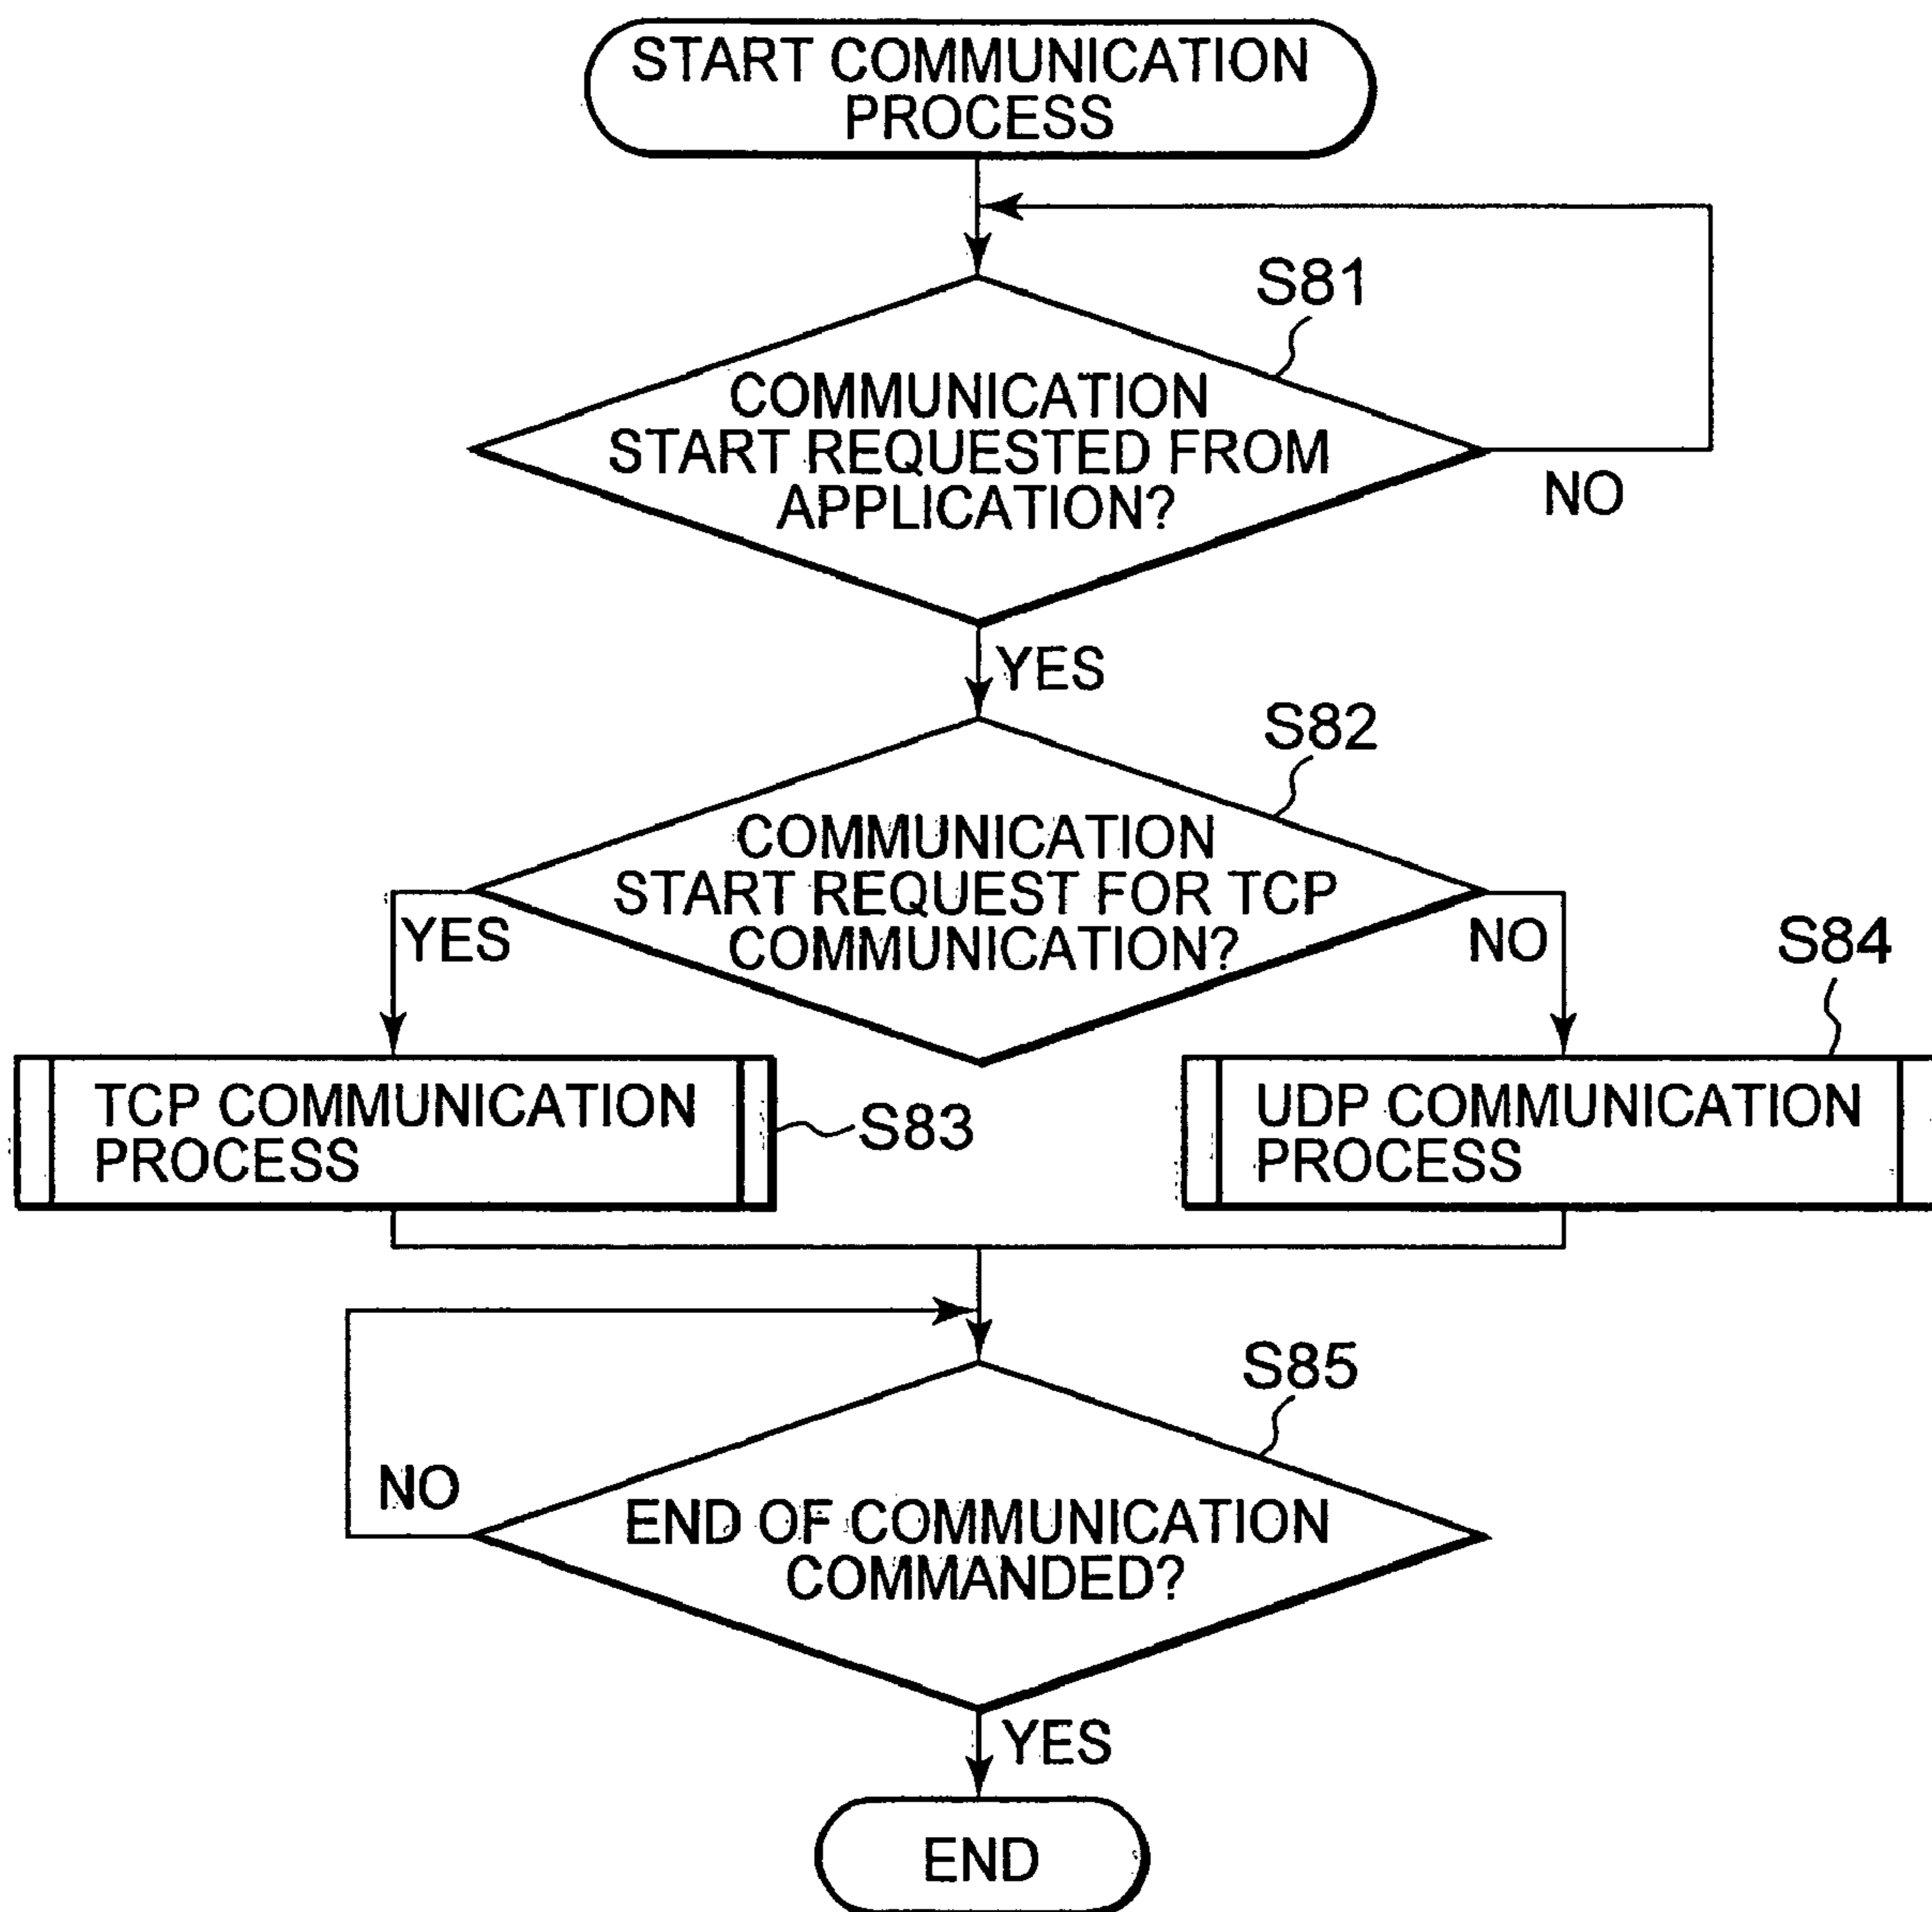 START COMMUNICATION
PROCESS
S81
COMMUNICATION
START REQUESTED FROM
APPLICATION?
NO
YES
S82
COMMUNICATION
START REQUEST FOR TCP
COMMUNICATION?
YES
NO
S84
TCP COMMUNICATION
PROCESS
S83
UDP COMMUNICATION
PROCESS
S85
NO
END OF COMMUNICATION
COMMANDED?
YES
END